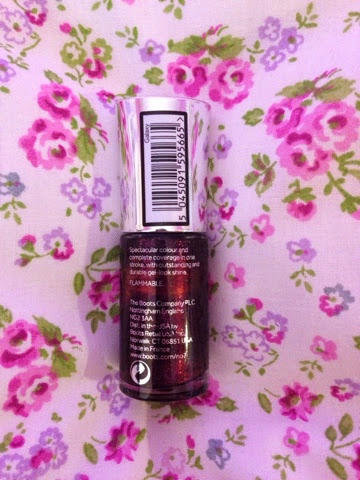 Galaxy
5 045091 595665 >
Spectacular colour and
complete coverage in one
stroke, with outstanding and
durable gel-look shine.
FLAMMABLE.
The Boots Company PLC
Nottingham England
NG2 3AA
Dist. in the USA by
Boots Retail USA Inc.
Norwalk CT 06851 USA
Made in France
www.boots.com/no7